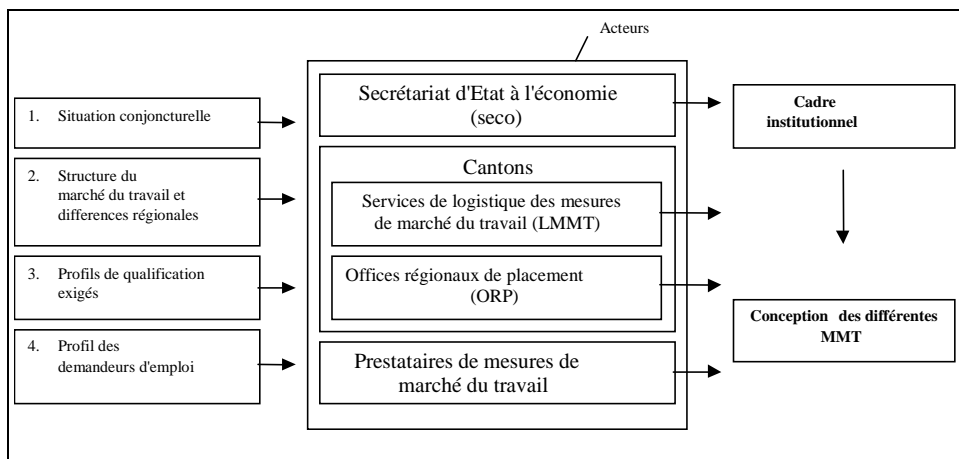 Acteurs
1. Situation conjoncturelle
2. Structure du
marché du travail et
differences régionales
3. Profils de qualification
exigés
4. Profil des
demandeurs d'emploi
Secrétariat d'Etat à l'économie
(seco)
Cantons
Services de logistique des mesures
de marché du travail (LMMT)
Offices régionaux de placement
(ORP)
Prestataires de mesures de
marché du travail
Cadre
institutionnel
Conception des différentes
MMT